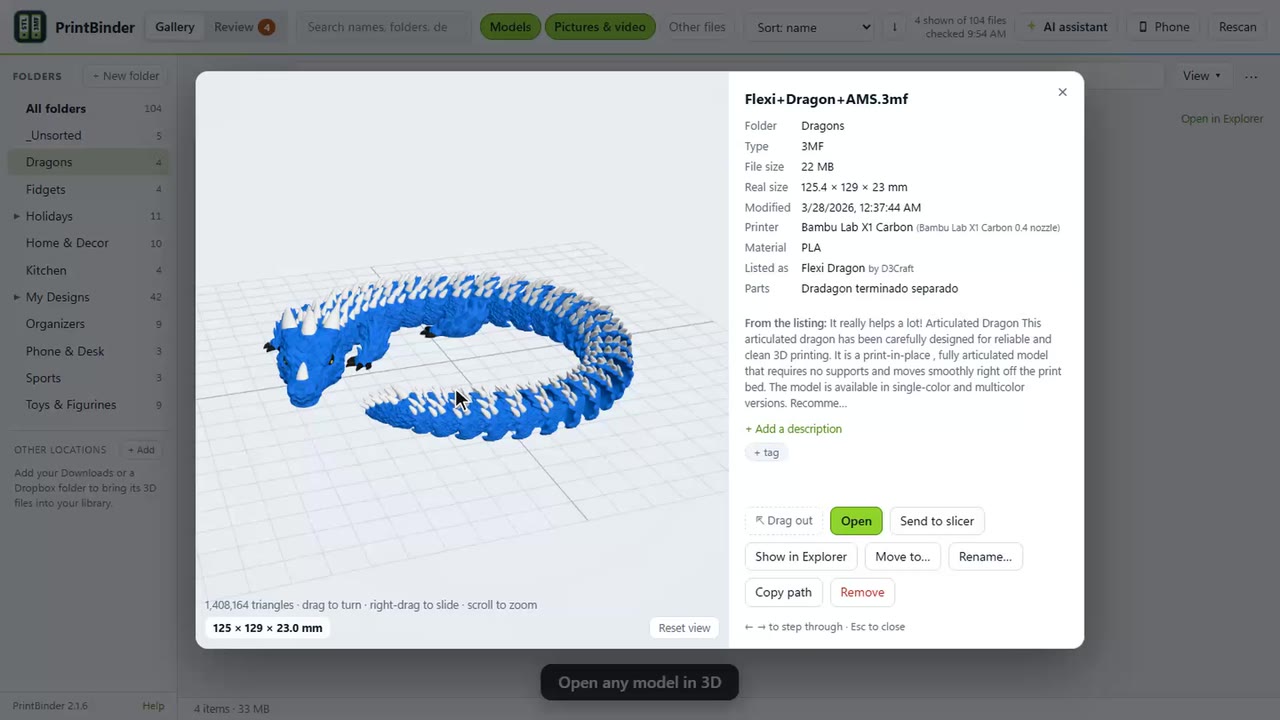 PrintBinder
Gallery
Review 4
Search names, folders, de
Models
Pictures & video
Other files
Sort: name
↓
4 shown of 104 files
checked 9:54 AM
AI assistant
Phone
Rescan
FOLDERS
+ New folder
All folders 104
_Unsorted 5
Dragons 4
Fidgets 4
Holidays 11
Home & Decor 10
Kitchen 4
My Designs 42
Organizers 9
Phone & Desk 3
Sports 3
Toys & Figurines 9
OTHER LOCATIONS
+ Add
Add your Downloads or a
Dropbox folder to bring its 3D
files into your library.
PrintBinder 2.1.6
Help
View
...
Open in Explorer
4 items · 33 MB
1,408,164 triangles · drag to turn · right-drag to slide · scroll to zoom
125 × 129 × 23.0 mm
Reset view
Flexi+Dragon+AMS.3mf
×
Folder Dragons
Type 3MF
File size 22 MB
Real size 125.4 × 129 × 23 mm
Modified 3/28/2026, 12:37:44 AM
Printer Bambu Lab X1 Carbon (Bambu Lab X1 Carbon 0.4 nozzle)
Material PLA
Listed as Flexi Dragon by D3Craft
Parts Dradagon terminado separado
From the listing: It really helps a lot! Articulated Dragon This
articulated dragon has been carefully designed for reliable and
clean 3D printing. It is a print-in-place , fully articulated model
that requires no supports and moves smoothly right off the print
bed. The model is available in single-color and multicolor
versions. Recomme...
+ Add a description
+ tag
Drag out
Open
Send to slicer
Show in Explorer
Move to...
Rename...
Copy path
Remove
← → to step through · Esc to close
Open any model in 3D